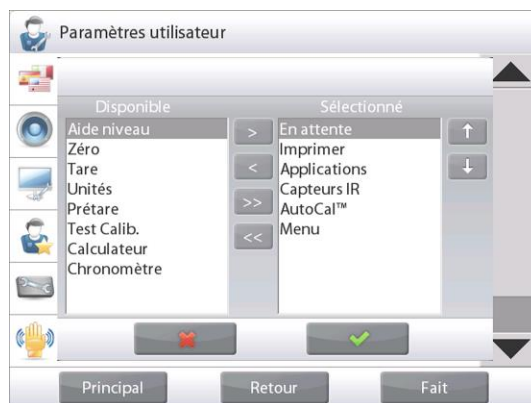 Paramètres utilisateur
Disponible
Sélectionné
Aide niveau
Zéro
Tare
Unités
Prétare
Test Calib.
Calculateur
Chronomètre
>
<
>>
<<
En attente
Imprimer
Applications
Capteurs IR
AutoCal™
Menu
Principal
Retour
Fait